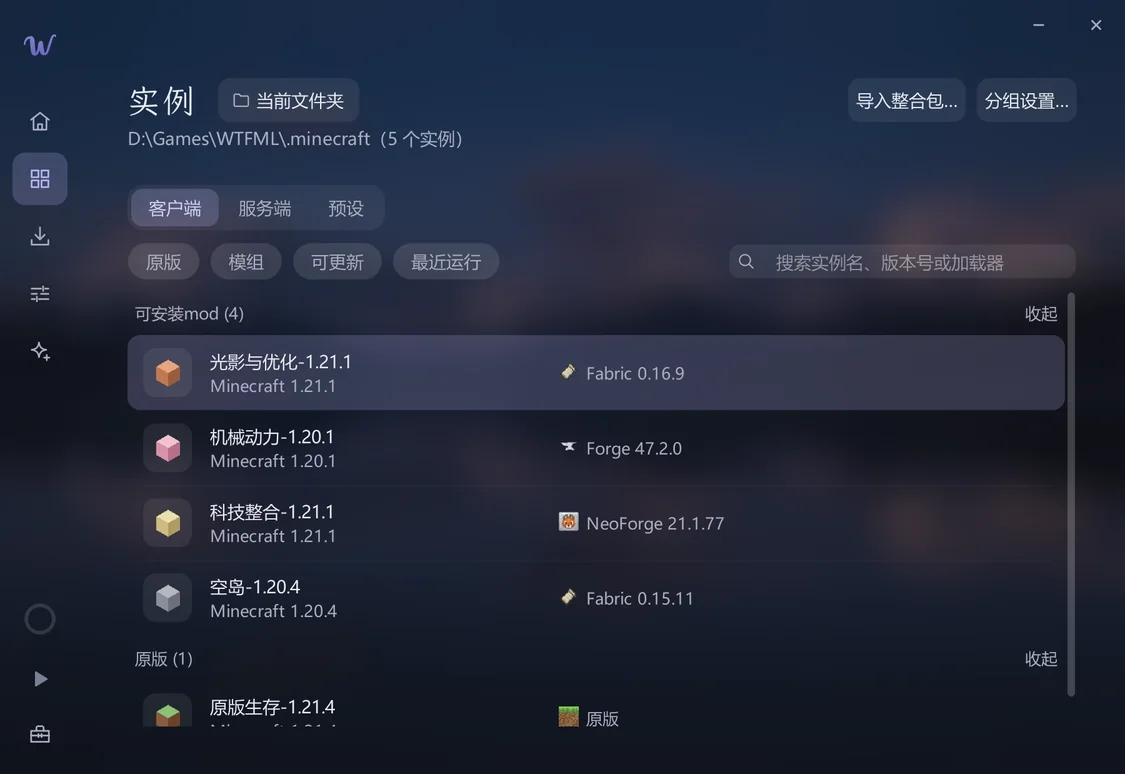 W
实例
当前文件夹
导入整合包...
分组设置...
D:\Games\WTFML\.minecraft（5 个实例）
客户端
服务端
预设
原版
模组
可更新
最近运行
搜索实例名、版本号或加载器
可安装mod (4)
收起
光影与优化-1.21.1
Minecraft 1.21.1
Fabric 0.16.9
机械动力-1.20.1
Minecraft 1.20.1
Forge 47.2.0
科技整合-1.21.1
Minecraft 1.21.1
NeoForge 21.1.77
空岛-1.20.4
Minecraft 1.20.4
Fabric 0.15.11
原版 (1)
收起
原版生存-1.21.4
原版